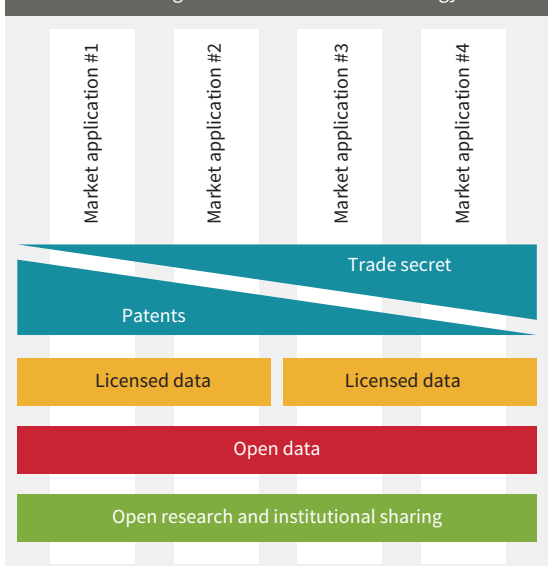 Market application #1
Market application #2
Market application #3
Market application #4
Trade secret
Patents
Licensed data
Licensed data
Open data
Open research and institutional sharing